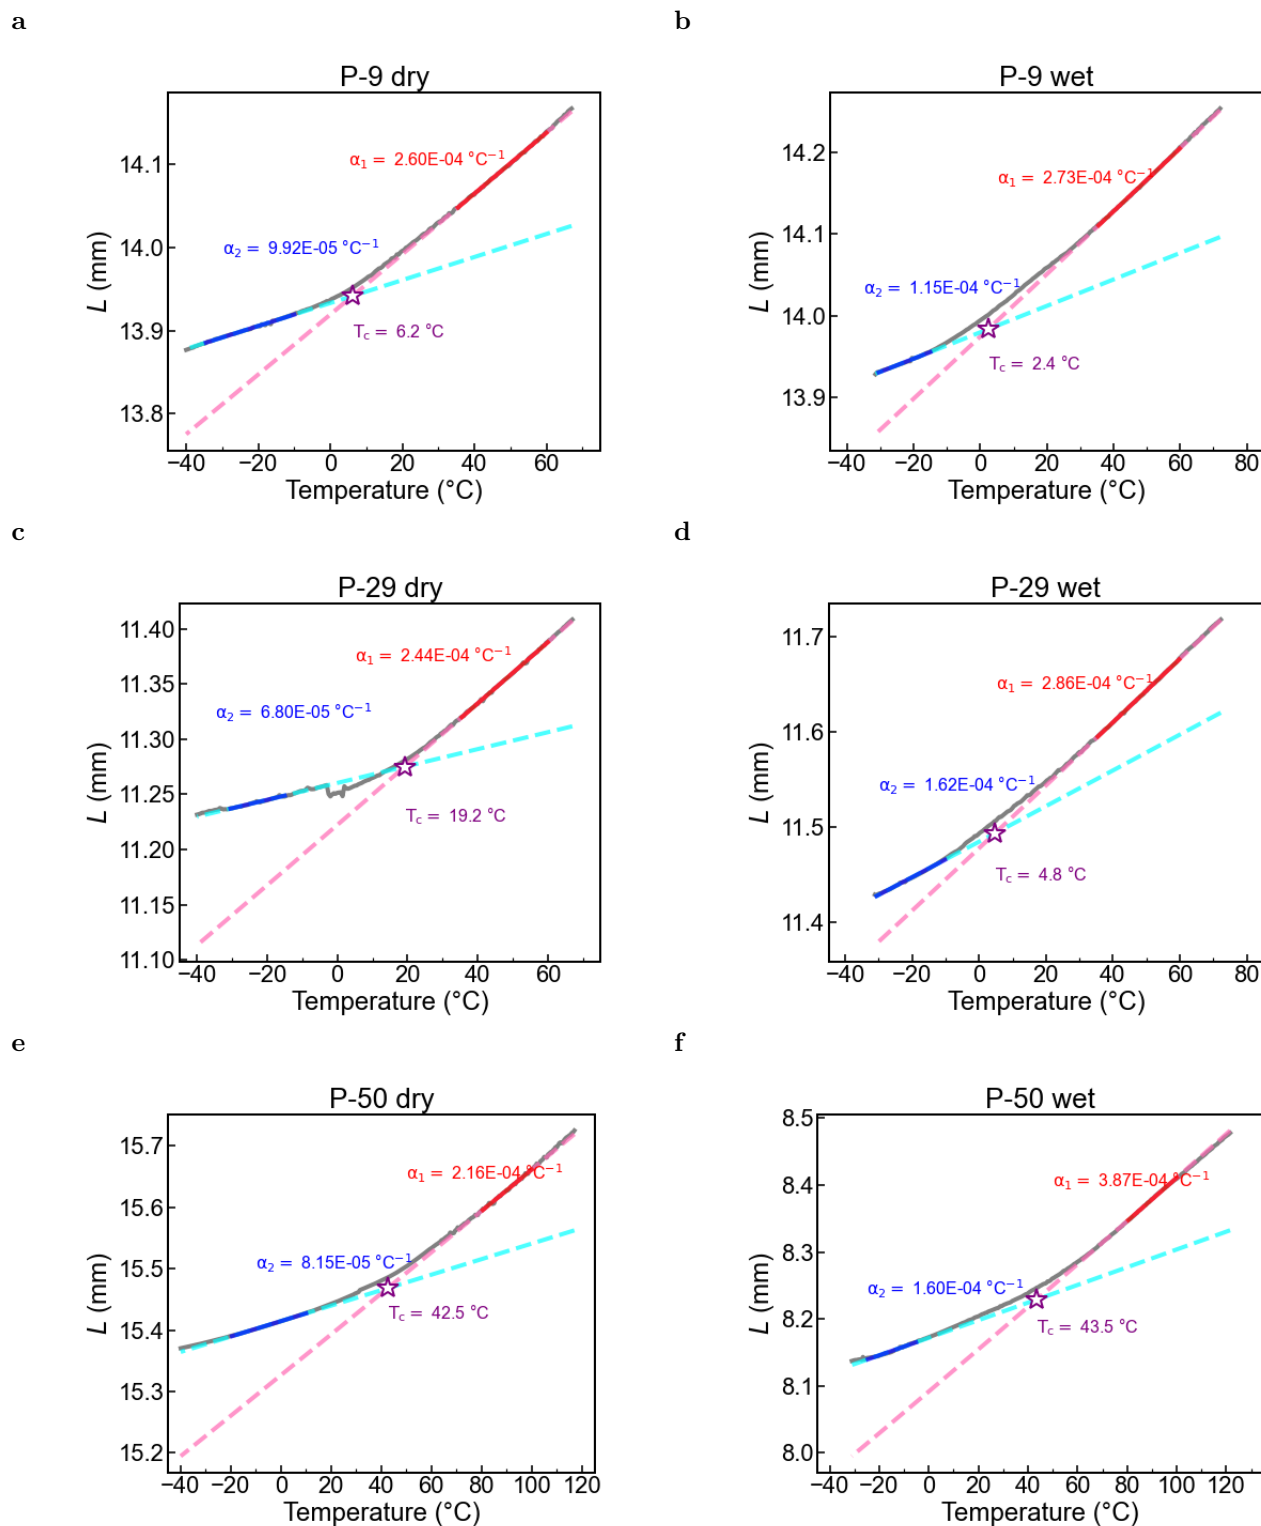 a
P-9 dry
14.1
14.0
13.9
13.8
α₁ = 2.60E-04 °C⁻¹
α₂ = 9.92E-05 °C⁻¹
T_c = 6.2 °C
L (mm)
−40 −20 0 20 40 60
Temperature (°C)
b
P-9 wet
14.2
14.1
14.0
13.9
α₁ = 2.73E-04 °C⁻¹
α₂ = 1.15E-04 °C⁻¹
T_c = 2.4 °C
L (mm)
−40 −20 0 20 40 60 80
Temperature (°C)
c
P-29 dry
11.40
11.35
11.30
11.25
11.20
11.15
11.10
α₁ = 2.44E-04 °C⁻¹
α₂ = 6.80E-05 °C⁻¹
T_c = 19.2 °C
L (mm)
−40 −20 0 20 40 60
Temperature (°C)
d
P-29 wet
11.7
11.6
11.5
11.4
α₁ = 2.86E-04 °C⁻¹
α₂ = 1.62E-04 °C⁻¹
T_c = 4.8 °C
L (mm)
−40 −20 0 20 40 60 80
Temperature (°C)
e
P-50 dry
15.7
15.6
15.5
15.4
15.3
15.2
α₁ = 2.16E-04 °C⁻¹
α₂ = 8.15E-05 °C⁻¹
T_c = 42.5 °C
L (mm)
−40 −20 0 20 40 60 80 100 120
Temperature (°C)
f
P-50 wet
8.5
8.4
8.3
8.2
8.1
8.0
α₁ = 3.87E-04 °C⁻¹
α₂ = 1.60E-04 °C⁻¹
T_c = 43.5 °C
L (mm)
−40 −20 0 20 40 60 80 100 120
Temperature (°C)